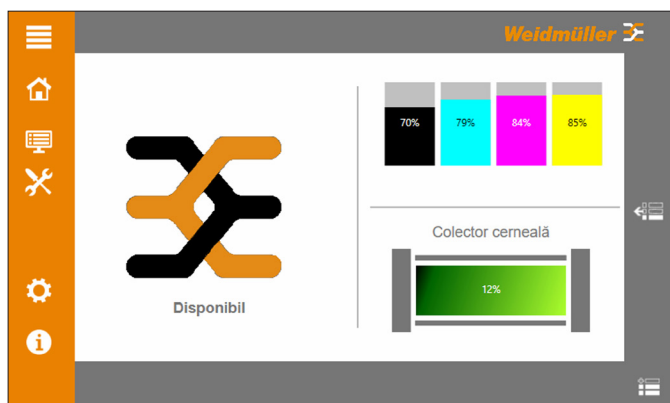 Weidmüller
70%
79%
84%
85%
Colector cerneală
12%
Disponibil